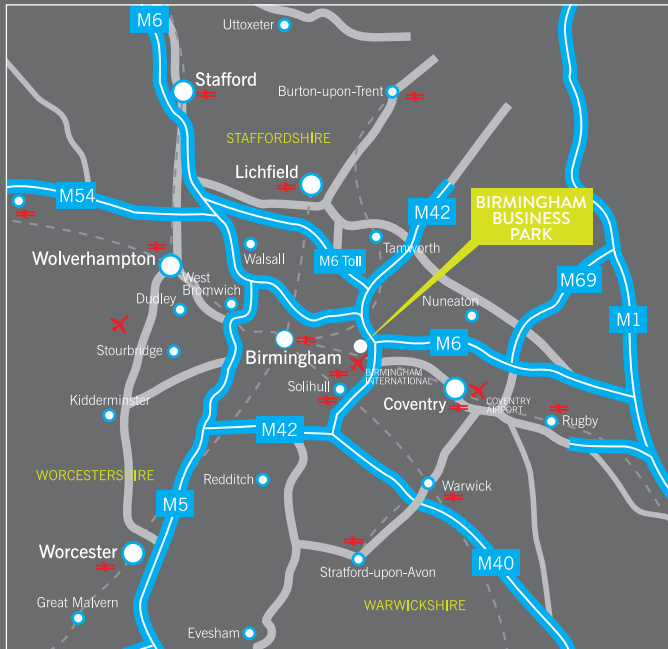 M6
Uttoxeter
Stafford
Burton-upon-Trent
STAFFORDSHIRE
Lichfield
M54
M42
BIRMINGHAM
BUSINESS
PARK
Wolverhampton
Walsall
M6 Toll
Tamworth
West
Bromwich
Dudley
M69
Nuneaton
M1
Stourbridge
Birmingham
M6
BIRMINGHAM
INTERNATIONAL
Solihull
Kidderminster
Coventry
COVENTRY
AIRPORT
Rugby
M42
WORCESTERSHIRE
Redditch
Warwick
M5
Worcester
Stratford-upon-Avon
M40
Great Malvern
WARWICKSHIRE
Evesham